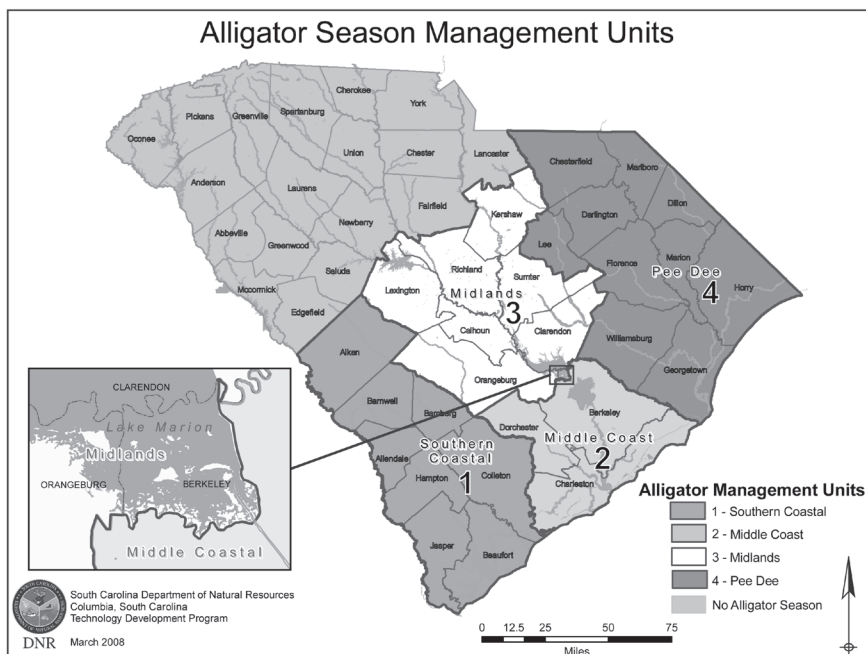 Alligator Season Management Units
Cherokee
York
Pickens
Greenville
Spartanburg
Oconee
Union
Chester
Lancaster
Chesterfield
Marlboro
Anderson
Laurens
Dillon
Fairfield
Kershaw
Darlington
Newberry
Abbeville
Greenwood
Lee
Florence
Marion
Saluda
Richland
Sumter
Pee Dee
4
Horry
Mccormick
Lexington
Midlands
3
Edgefield
Calhoun
Clarendon
Williamsburg
Aiken
Georgetown
Orangeburg
Barnwell
Bamberg
Berkeley
Dorchester
Middle Coast
2
Southern
Coastal
1
Allendale
Hampton
Colleton
Charleston
Jasper
Beaufort
CLARENDON
Lake Marion
Midlands
ORANGEBURG
BERKELEY
Middle Coastal
Alligator Management Units
1 - Southern Coastal
2 - Middle Coast
3 - Midlands
4 - Pee Dee
No Alligator Season
DNR
South Carolina Department of Natural Resources
Columbia, South Carolina
Technology Development Program
March 2008
0 12.5 25 50 75
Miles